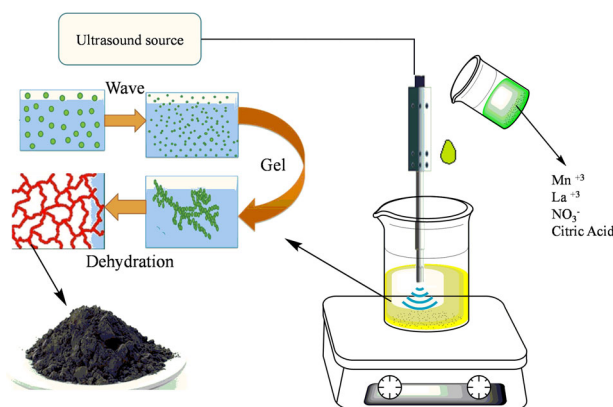 Ultrasound source
Wave
Gel
Dehydration
Mn +3
La +3
NO3-
Citric Acid